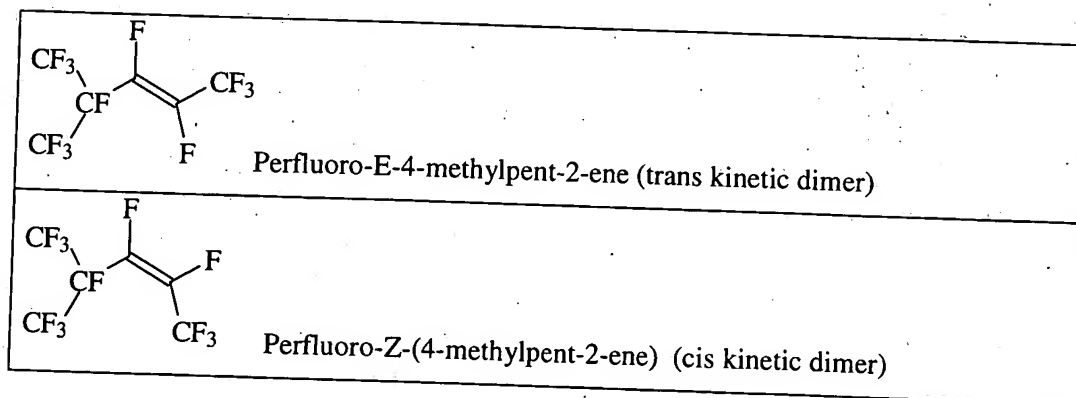 F
CF3
CF
CF3
CF3
F
Perfluoro-E-4-methylpent-2-ene (trans kinetic dimer)
F
CF3
F
CF
CF3
CF3
Perfluoro-Z-(4-methylpent-2-ene) (cis kinetic dimer)